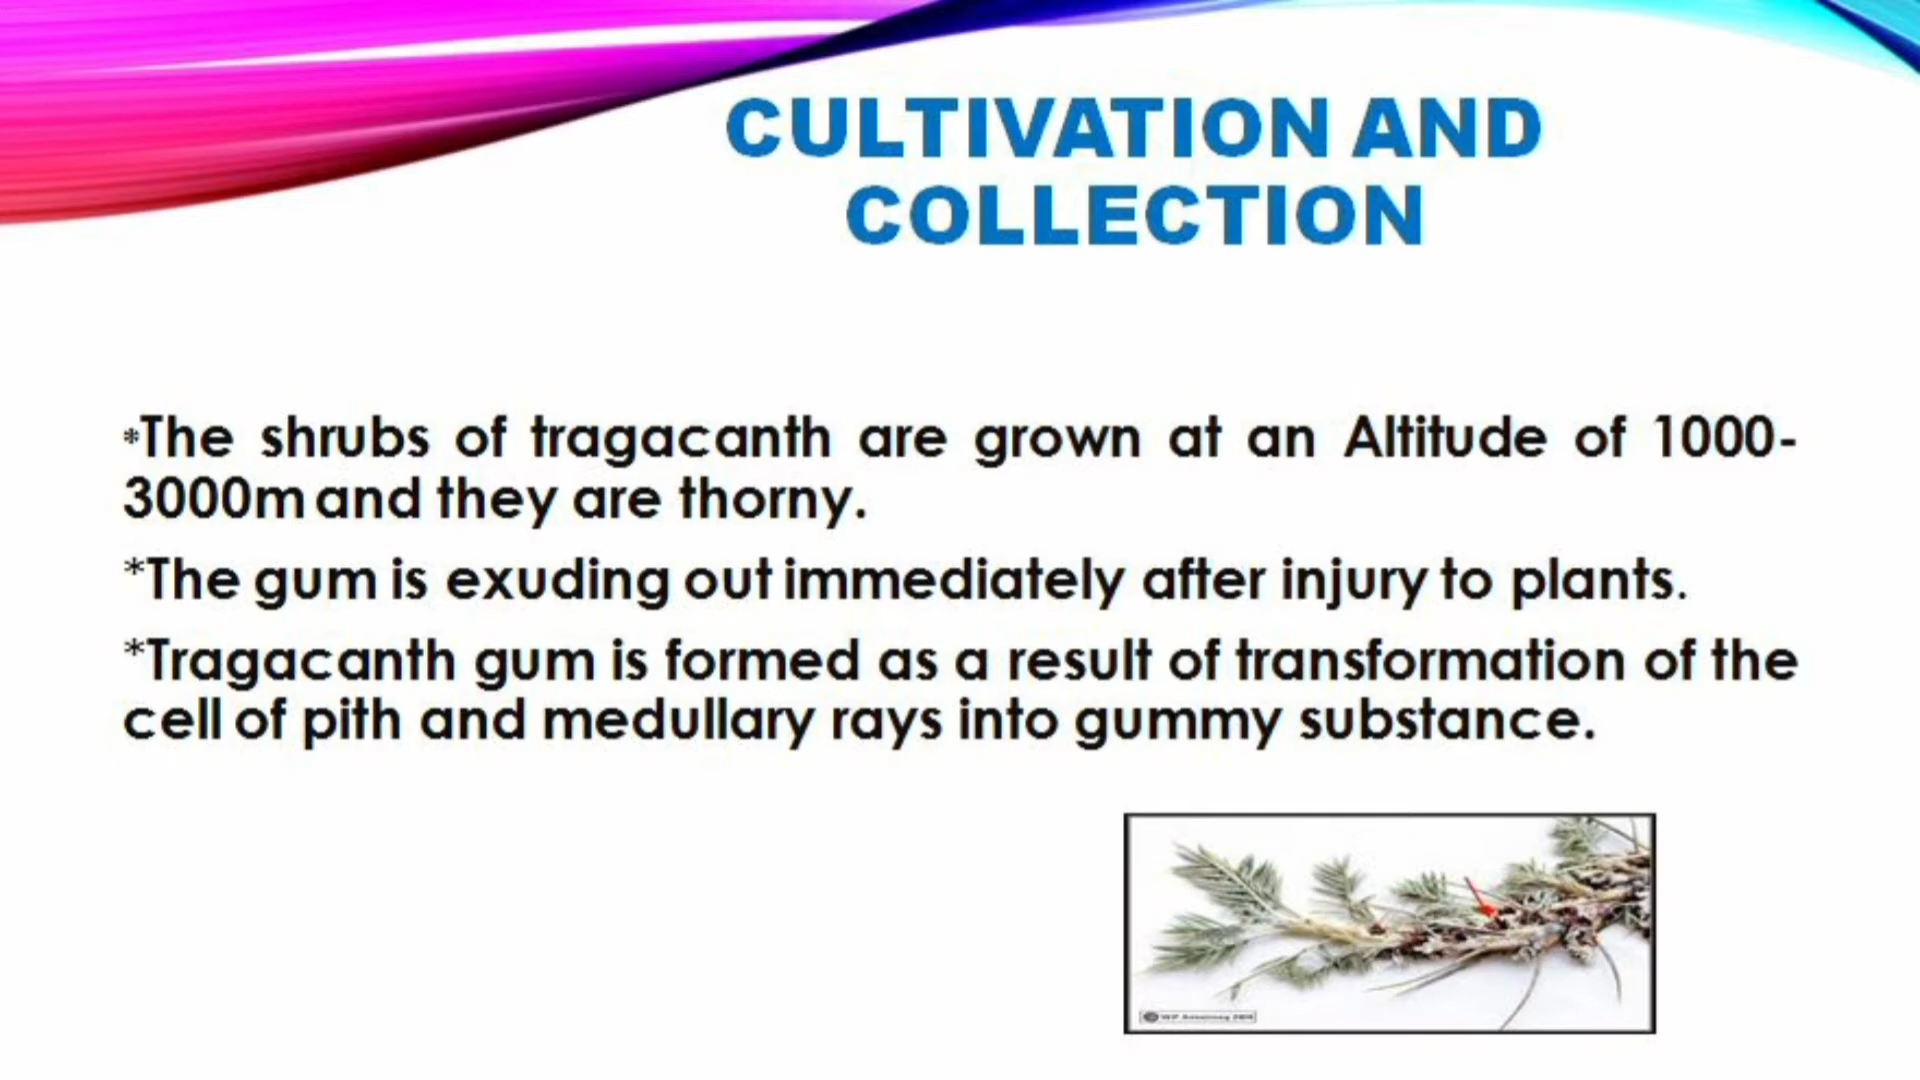 CULTIVATION AND
COLLECTION
*The shrubs of tragacanth are grown at an Altitude of 1000-
3000m and they are thorny.
*The gum is exuding out immediately after injury to plants.
*Tragacanth gum is formed as a result of transformation of the
cell of pith and medullary rays into gummy substance.